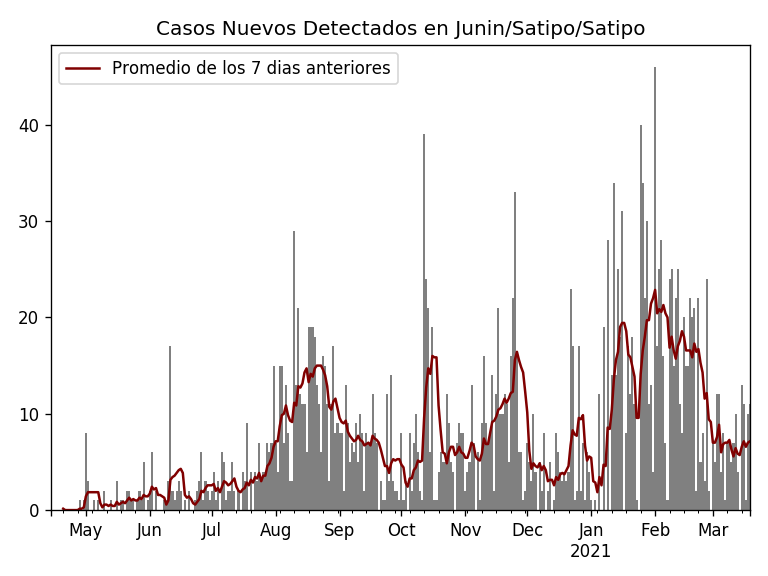 Casos Nuevos Detectados en Junin/Satipo/Satipo
Promedio de los 7 dias anteriores
40
30
20
10
0
May Jun Jul Aug Sep Oct Nov Dec Jan Feb Mar
2021